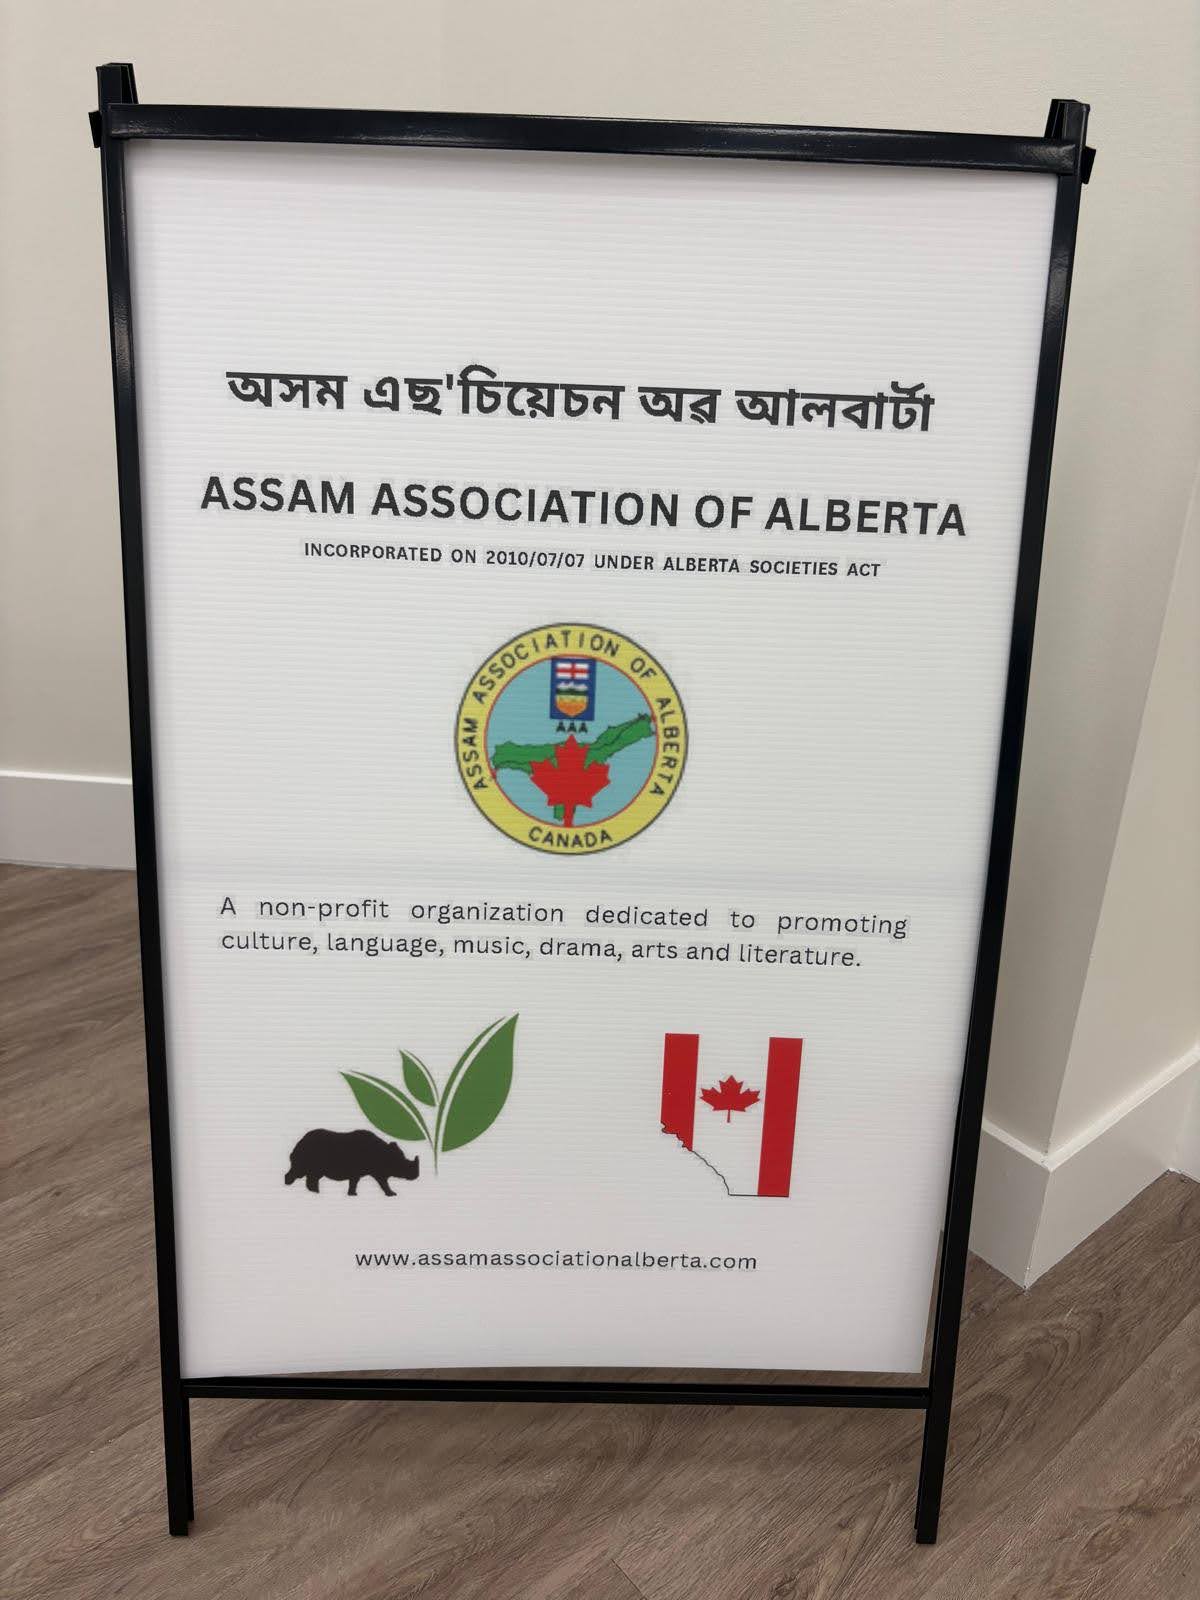 অসম এছ'চিয়েচন অৱ আলবাৰ্টা
ASSAM ASSOCIATION OF ALBERTA
INCORPORATED ON 2010/07/07 UNDER ALBERTA SOCIETIES ACT
ASSAM ASSOCIATION OF ALBERTA
AAA
CANADA
A non-profit organization dedicated to promoting
culture, language, music, drama, arts and literature.
www.assamassociationalberta.com